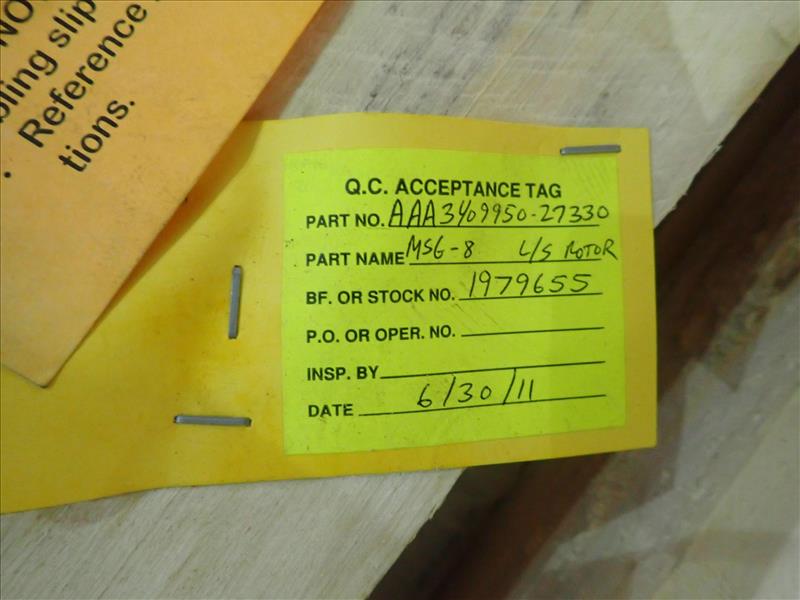 bling slip
Reference
tions.
Q.C. ACCEPTANCE TAG
PART NO. AAA3409950-27330
PART NAME MSG-8 L/S ROTOR
BF. OR STOCK NO. 1979655
P.O. OR OPER. NO.
INSP. BY
DATE 6/30/11